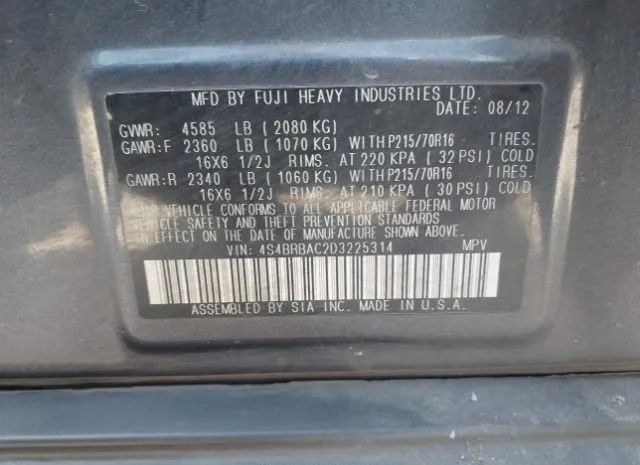 MFD BY FUJI HEAVY INDUSTRIES LTD.
DATE: 08/12
GVWR: 4585 LB (2080 KG)
GAWR:F 2360 LB (1070 KG) WITH P215/70R16 TIRES.
16X6 1/2J RIMS. AT 220 KPA (32 PSI) COLD
GAWR:R 2340 LB (1060 KG) WITH P215/70R16 TIRES.
16X6 1/2J RIMS. AT 210 KPA (30 PSI) COLD
THIS VEHICLE CONFORMS TO ALL APPLICABLE FEDERAL MOTOR
VEHICLE SAFETY AND THEFT PREVENTION STANDARDS
IN EFFECT ON THE DATE OF MANUFACTURE SHOWN ABOVE.
VIN: 4S4BRBAC2D3225314 MPV
ASSEMBLED BY SIA INC. MADE IN U.S.A.